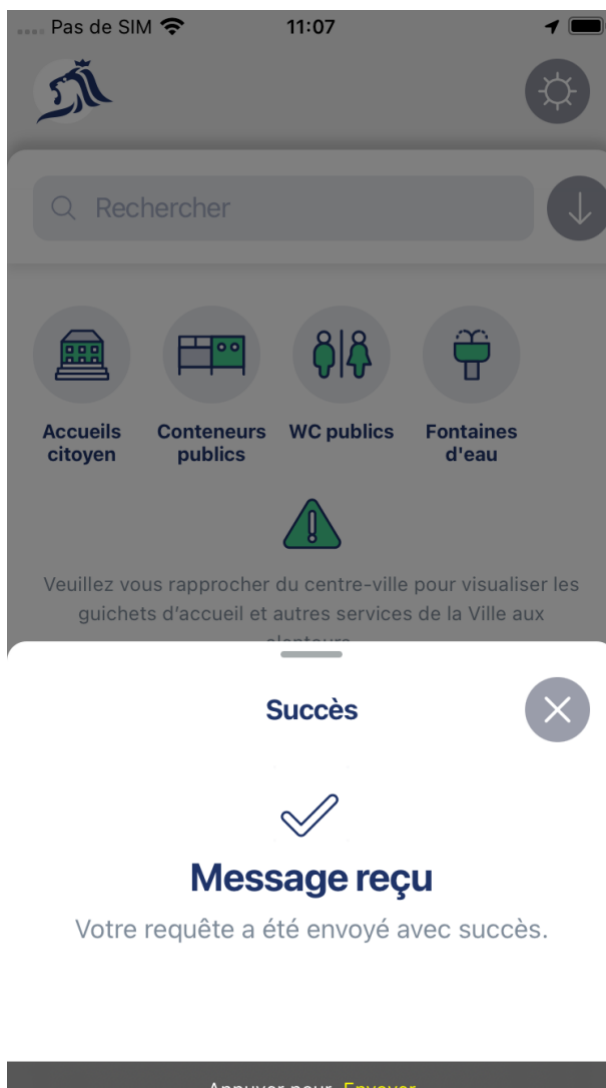 Pas de SIM 11:07
Rechercher
Accueils citoyen
Conteneurs publics
WC publics
Fontaines d'eau
Veuillez vous rapprocher du centre-ville pour visualiser les
guichets d'accueil et autres services de la Ville aux
alentours
Succès
Message reçu
Votre requête a été envoyé avec succès.
Appuyer pour Envoyer